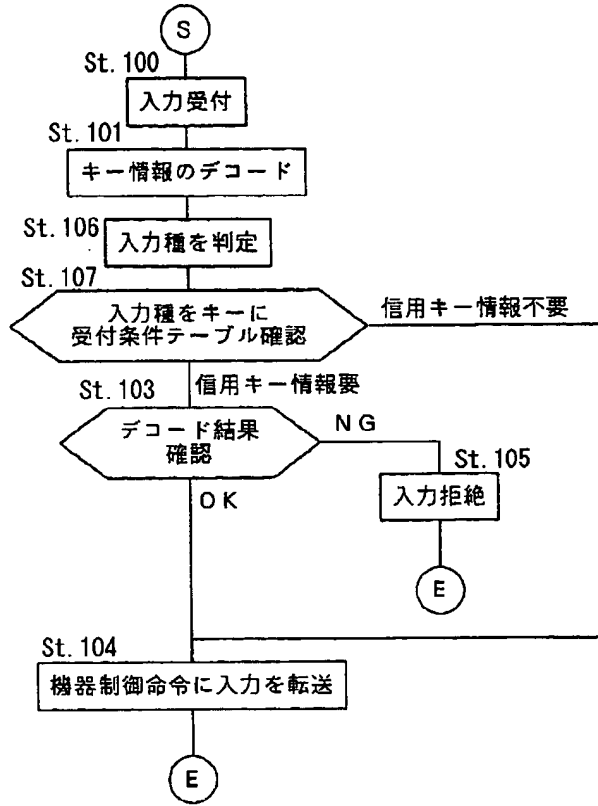 S
St.100
入力受付
St.101
キー情報のデコード
St.106
入力種を判定
St.107
入力種をキーに
受付条件テーブル確認
信用キー情報不要
信用キー情報要
St.103
デコード結果
確認
NG
St.105
入力拒絶
OK
E
St.104
機器制御命令に入力を転送
E